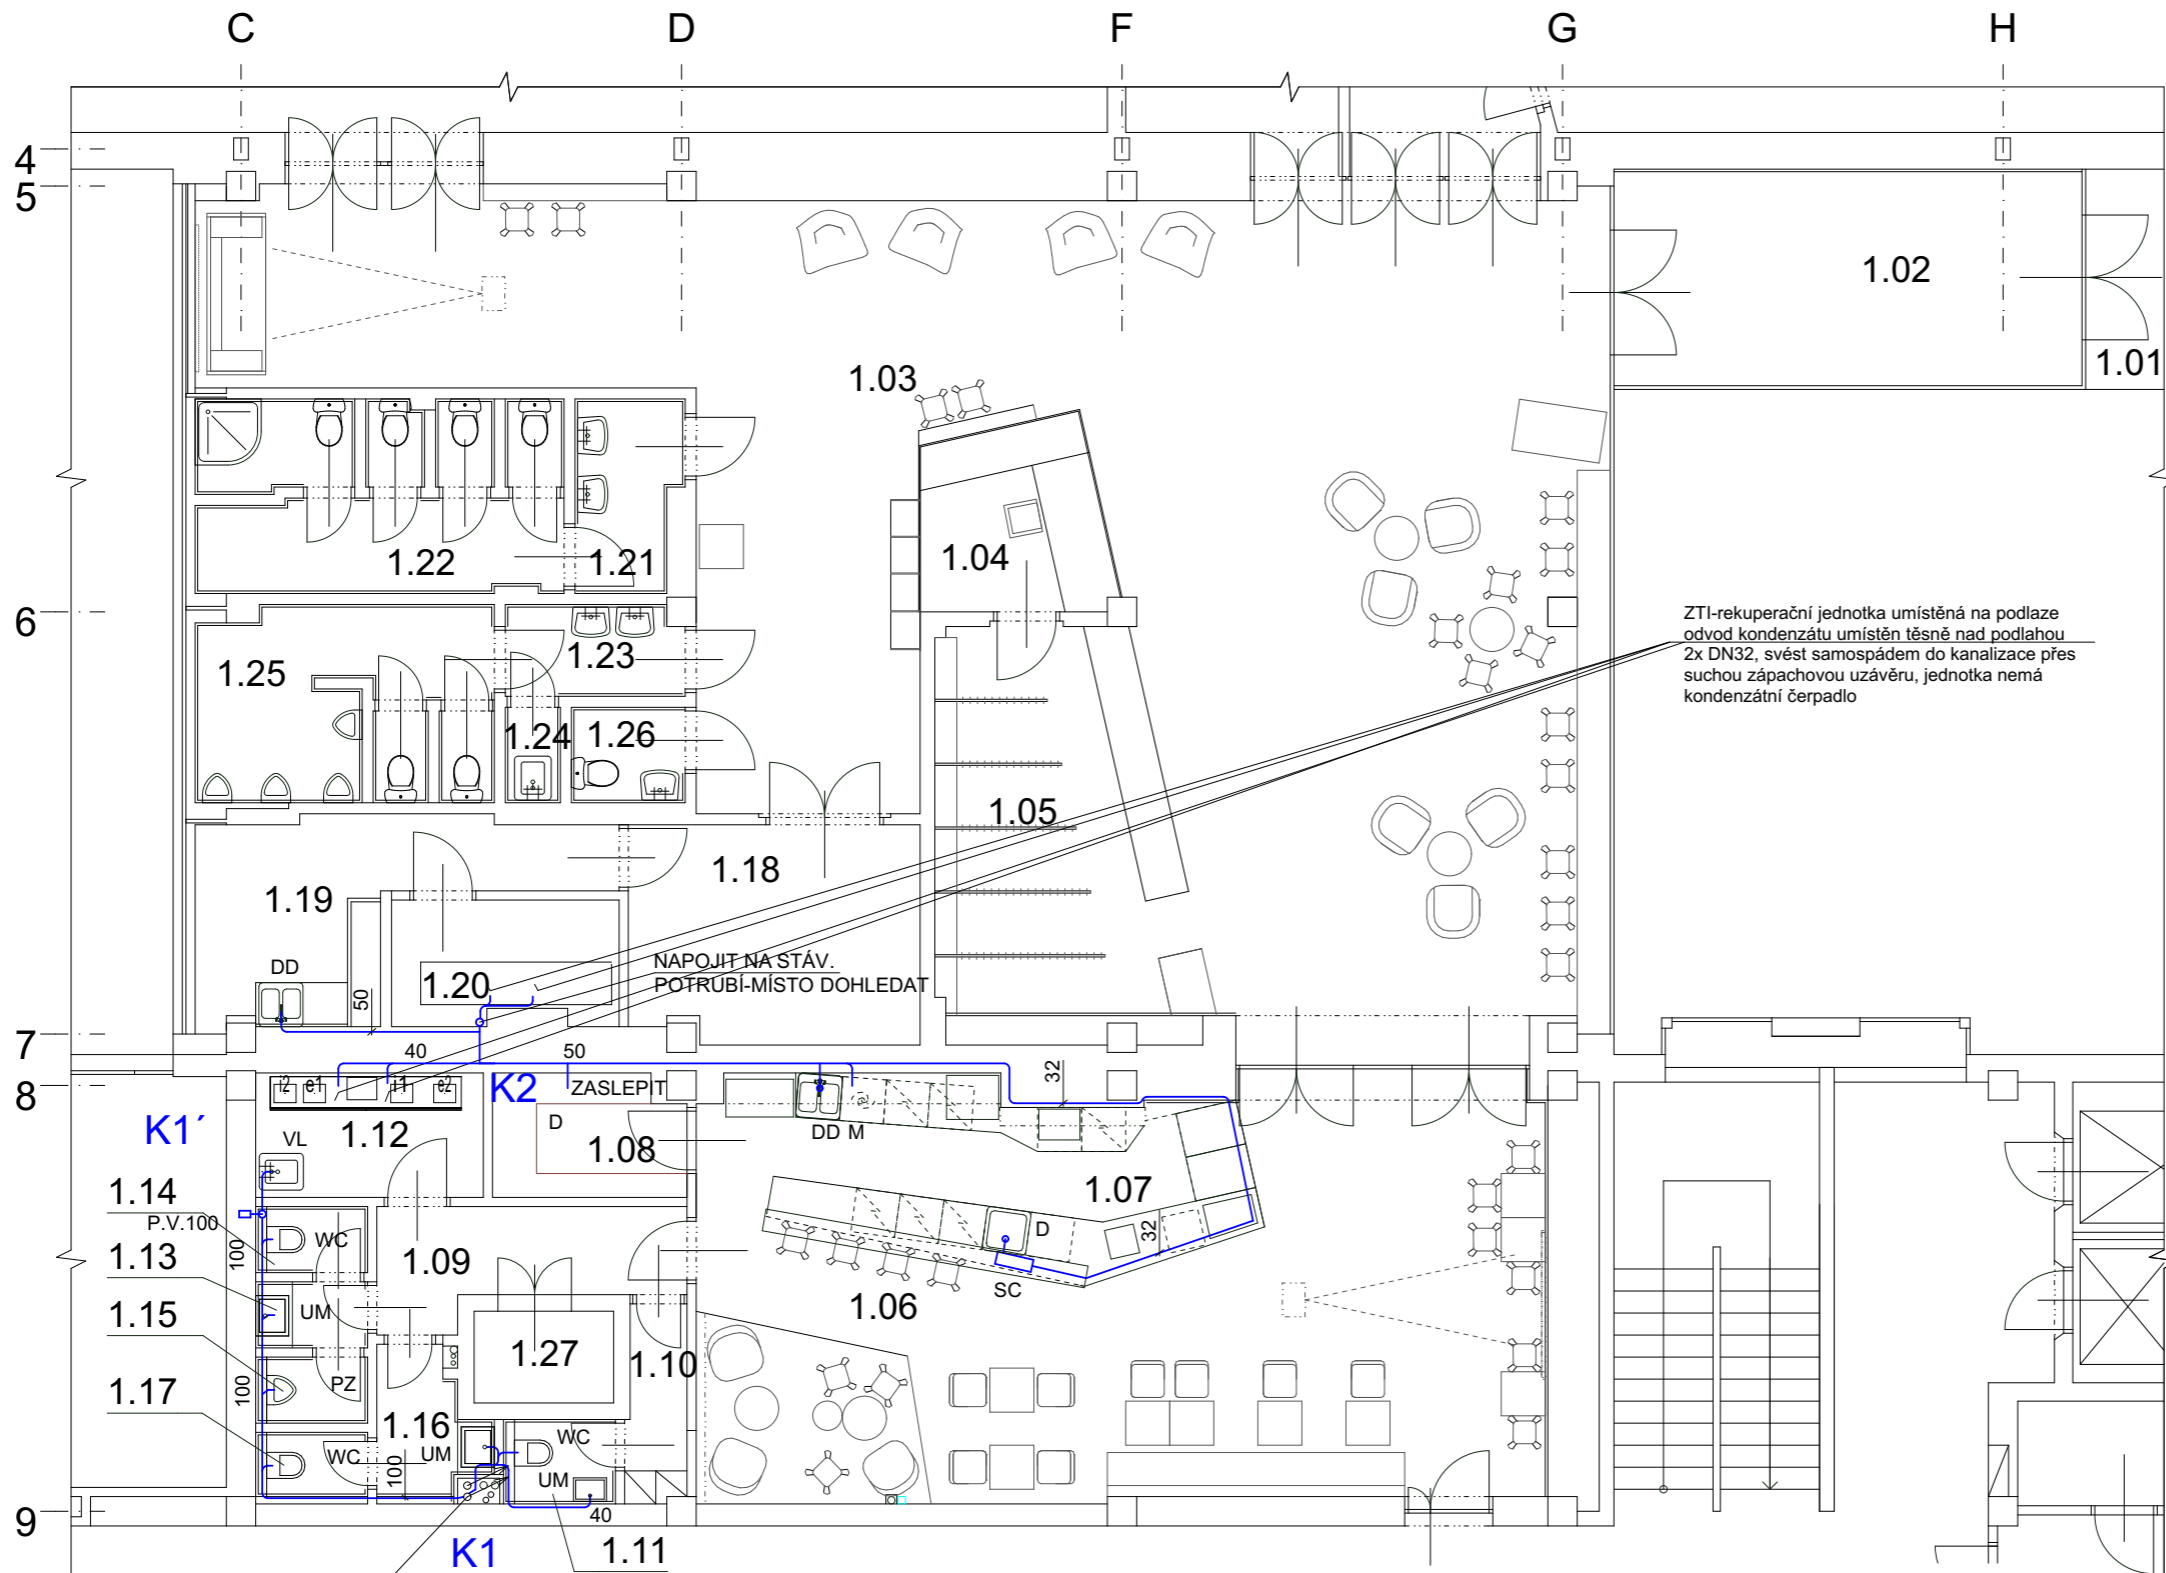 C
D
F
G
H
4
5
1.02
1.01
1.03
1.04
1.22
1.21
6
ZTI-rekuperační jednotka umístěná na podlaze
odvod kondenzátu umístěn těsně nad podlahou
2x DN32, svést samospádem do kanalizace přes
suchou zápachovou uzávěru, jednotka nemá
kondenzátní čerpadlo
1.23
1.25
1.24
1.26
1.05
1.18
1.19
DD
1.20
50
NAPOJIT NA STÁV.
POTRUBÍ-MÍSTO DOHLEDAT
7
40
50
32
8
i2
e1
i1
e2
K2
ZASLEPIT
K1´
VL
1.12
D
1.08
DD
M
1.07
1.14
P.V.100
WC
1.09
D
32
100
1.13
UM
SC
1.06
1.15
1.27
1.10
PZ
100
1.17
1.16
WC
UM
WC
UM
100
9
40
K1
1.11